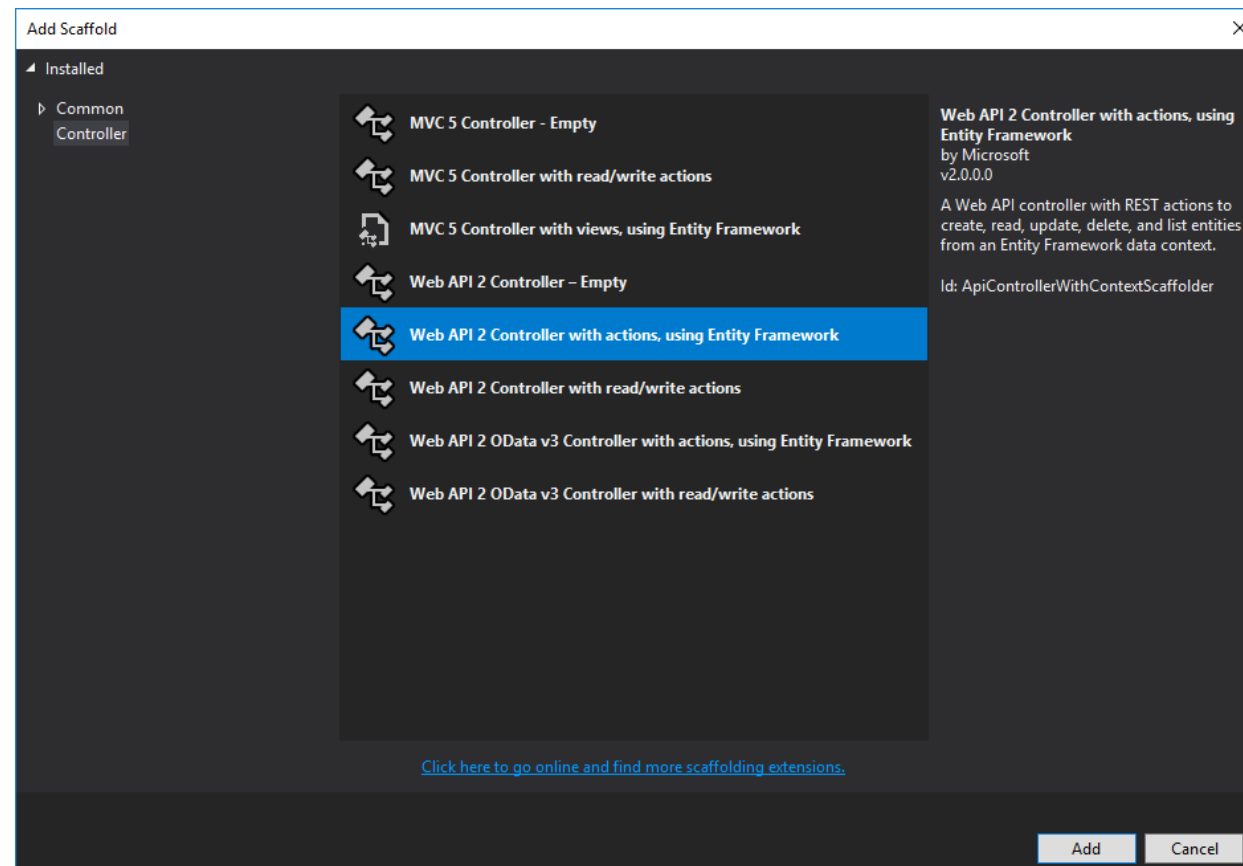 Add Scaffold
Installed
Common
Controller
MVC 5 Controller - Empty
MVC 5 Controller with read/write actions
MVC 5 Controller with views, using Entity Framework
Web API 2 Controller – Empty
Web API 2 Controller with actions, using Entity Framework
Web API 2 Controller with read/write actions
Web API 2 OData v3 Controller with actions, using Entity Framework
Web API 2 OData v3 Controller with read/write actions
Click here to go online and find more scaffolding extensions.
Web API 2 Controller with actions, using
Entity Framework
by Microsoft
v2.0.0.0
A Web API controller with REST actions to
create, read, update, delete, and list entities
from an Entity Framework data context.
Id: ApiControllerWithContextScaffolder
Add
Cancel